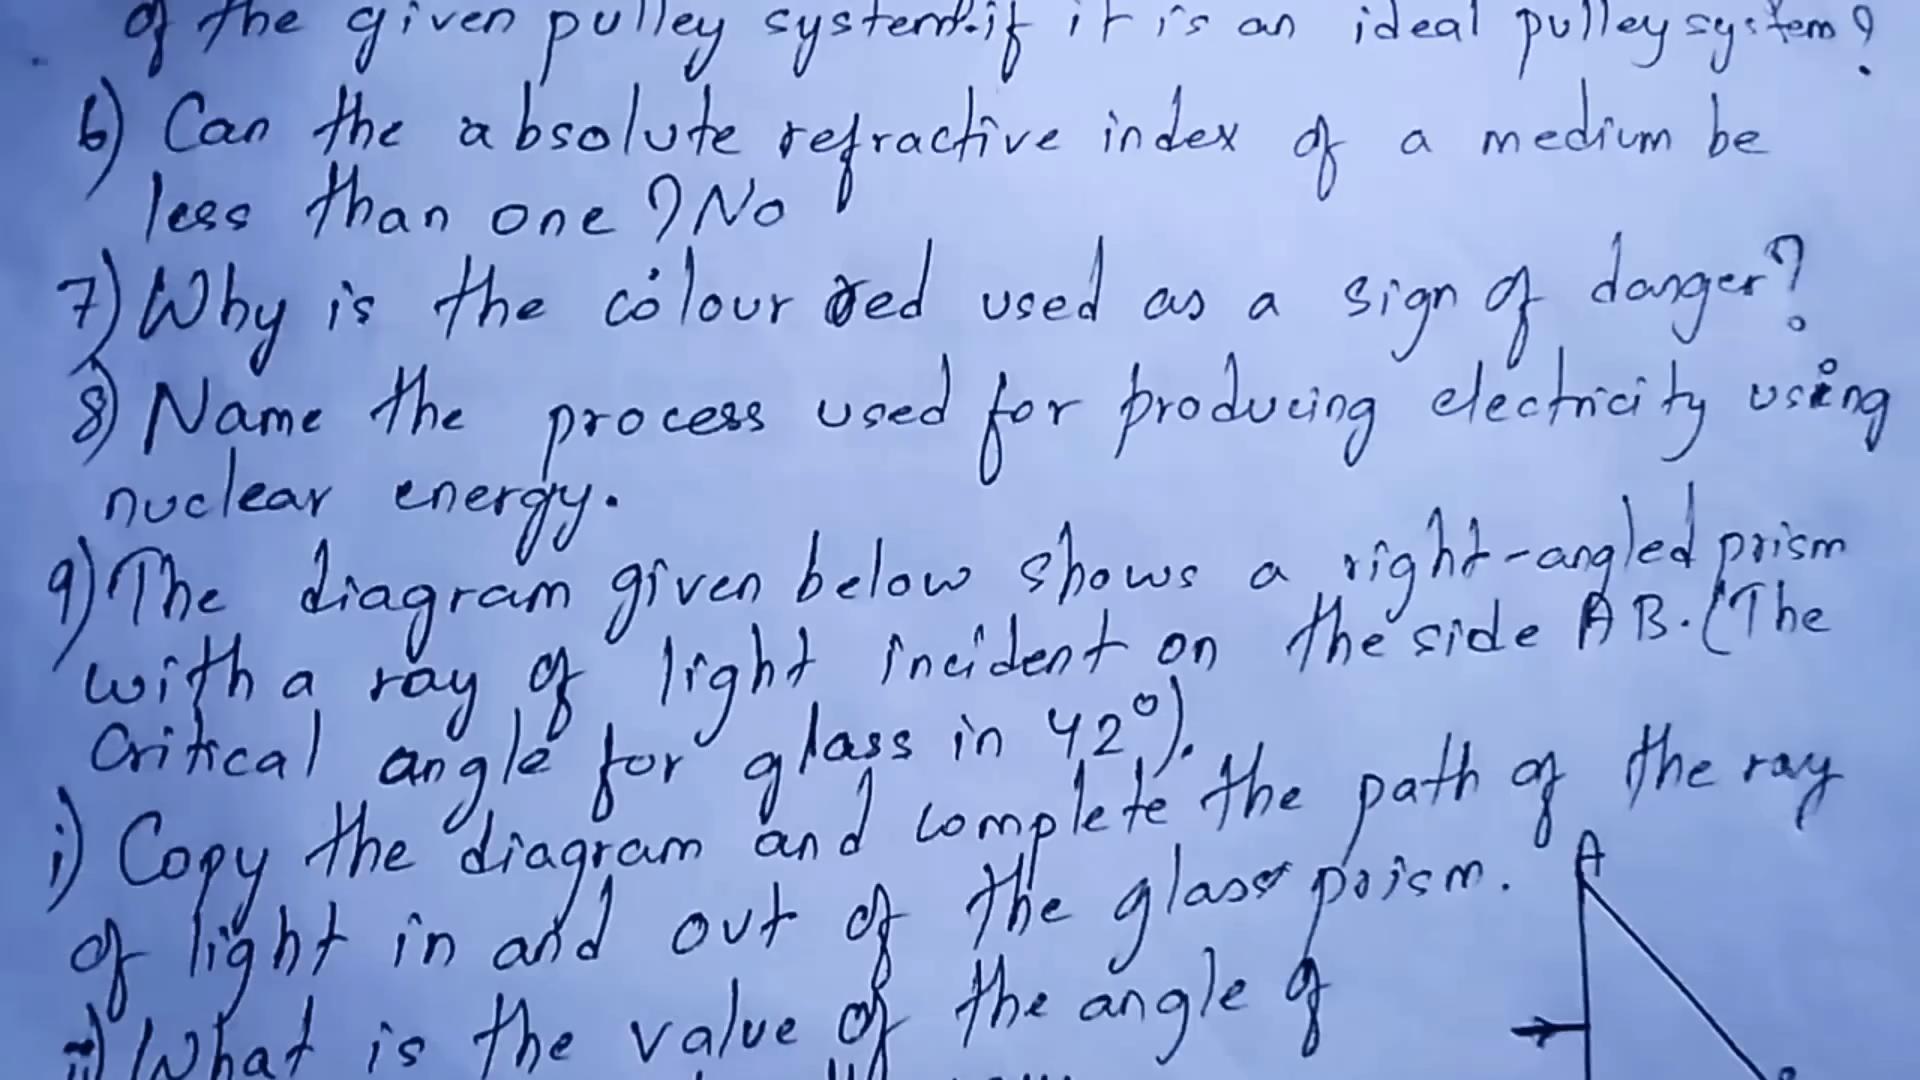 of the given pulley system.if it is an ideal pulley system?
6) Can the absolute refractive index of a medium be
less than one ? No
7) Why is the colour red used as a sign of danger?
8) Name the process used for producing electricity using
nuclear energy.
9) The diagram given below shows a right-angled prism
with a ray of light incident on the side AB. (The
Critical angle for glass in 42°).
i) Copy the diagram and complete the path of the ray
of light in and out of the glass prism.
A
ii) What is the value of the angle of